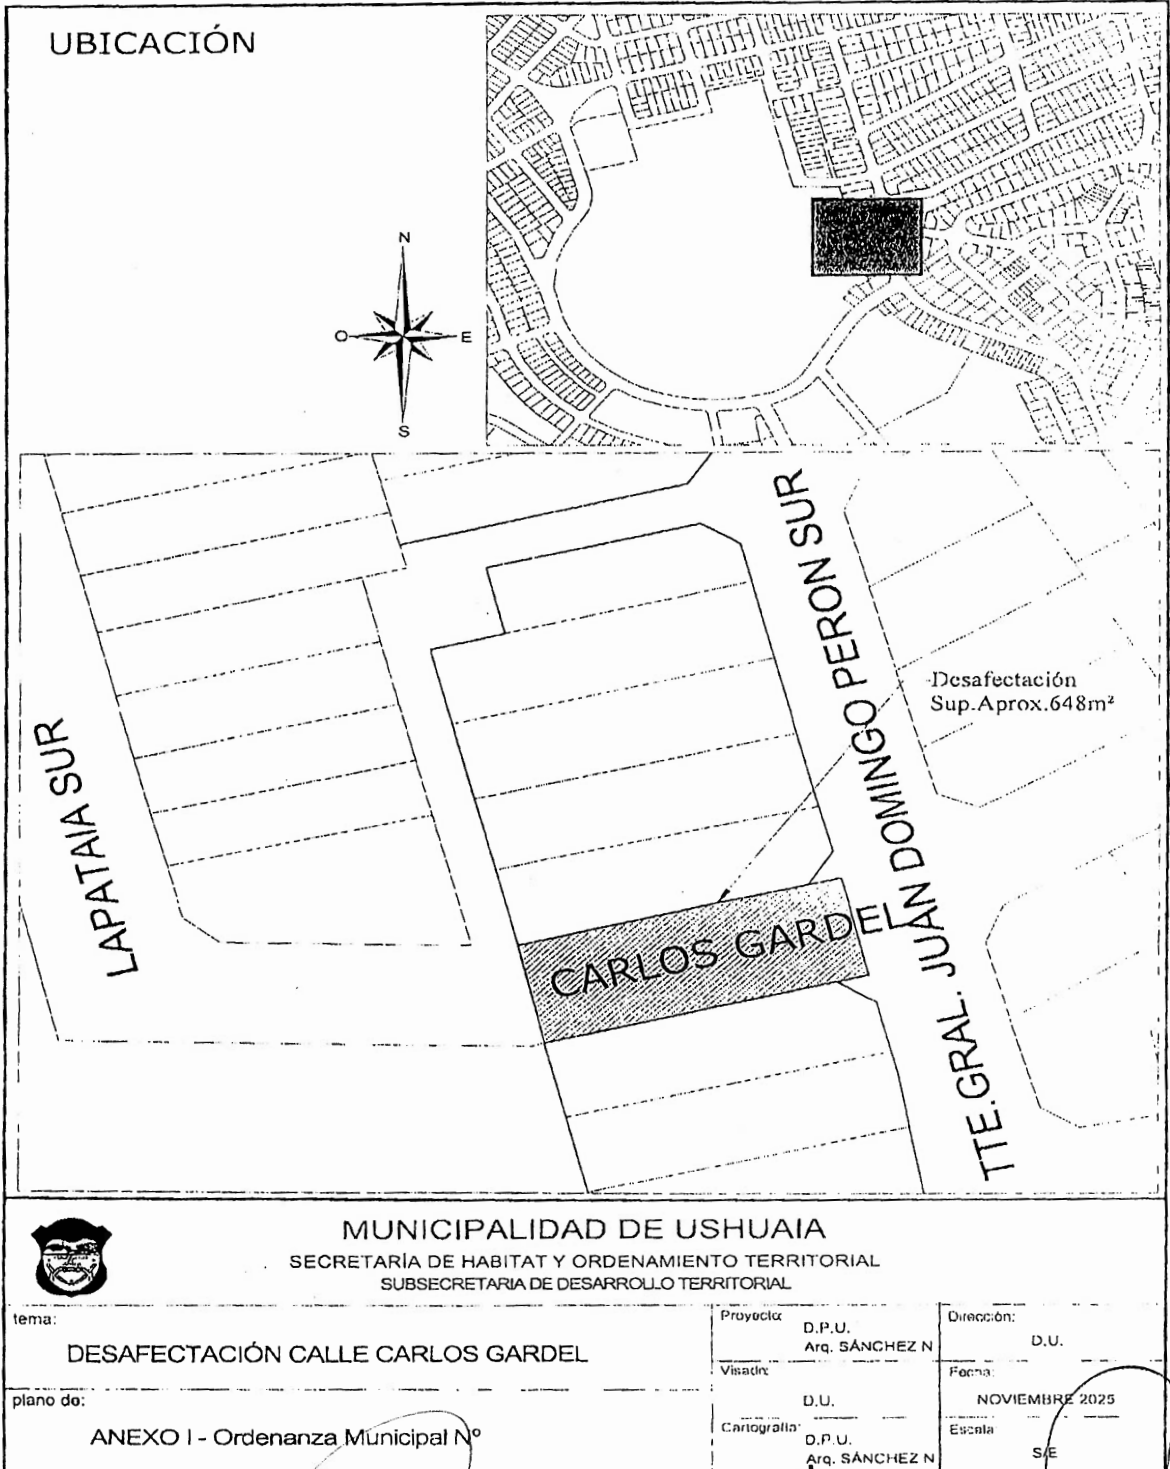 UBICACIÓN
N
O
E
S
TTE.GRAL. JUAN DOMINGO PERON SUR
Desafectación
Sup.Aprox.648m²
LAPATAIA SUR
CARLOS GARDEL
MUNICIPALIDAD DE USHUAIA
SECRETARÍA DE HABITAT Y ORDENAMIENTO TERRITORIAL
SUBSECRETARIA DE DESARROLLO TERRITORIAL
tema:
DESAFECTACIÓN CALLE CARLOS GARDEL
Proyecto:
D.P.U.
Arq. SÁNCHEZ N
Dirección:
D.U.
Visado:
D.U.
Fecha:
NOVIEMBRE 2025
plano de:
ANEXO I - Ordenanza Municipal Nº
Cartografía:
D.P.U.
Arq. SÁNCHEZ N
Escala
S/E